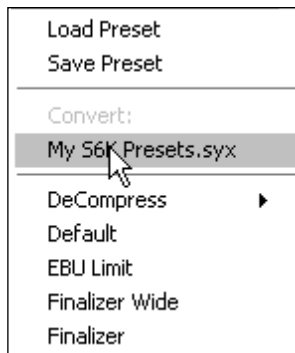 Load Preset
Save Preset
Convert:
My S6K Presets.syx
DeCompress
Default
EBU Limit
Finalizer Wide
Finalizer